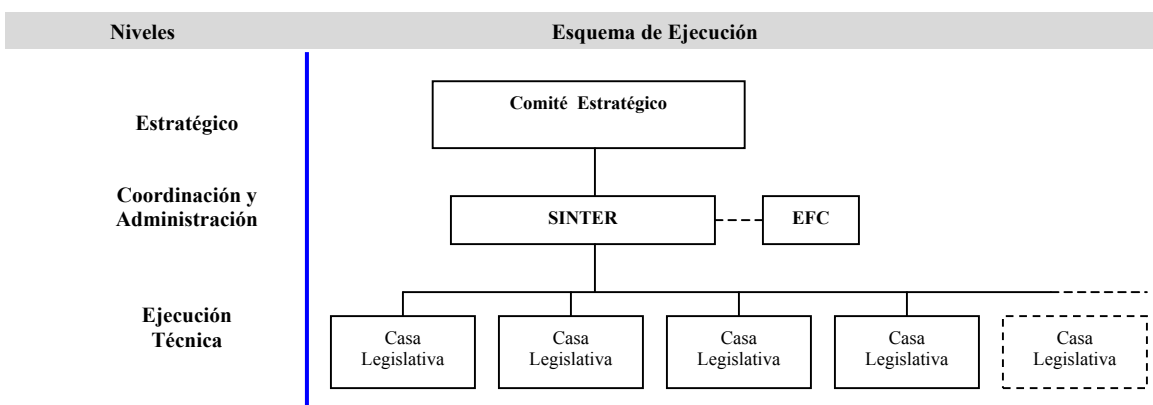 Niveles
Esquema de Ejecución
Estratégico
Comité Estratégico
Coordinación y
Administración
SINTER
EFC
Ejecución
Técnica
Casa
Legislativa
Casa
Legislativa
Casa
Legislativa
Casa
Legislativa
Casa
Legislativa